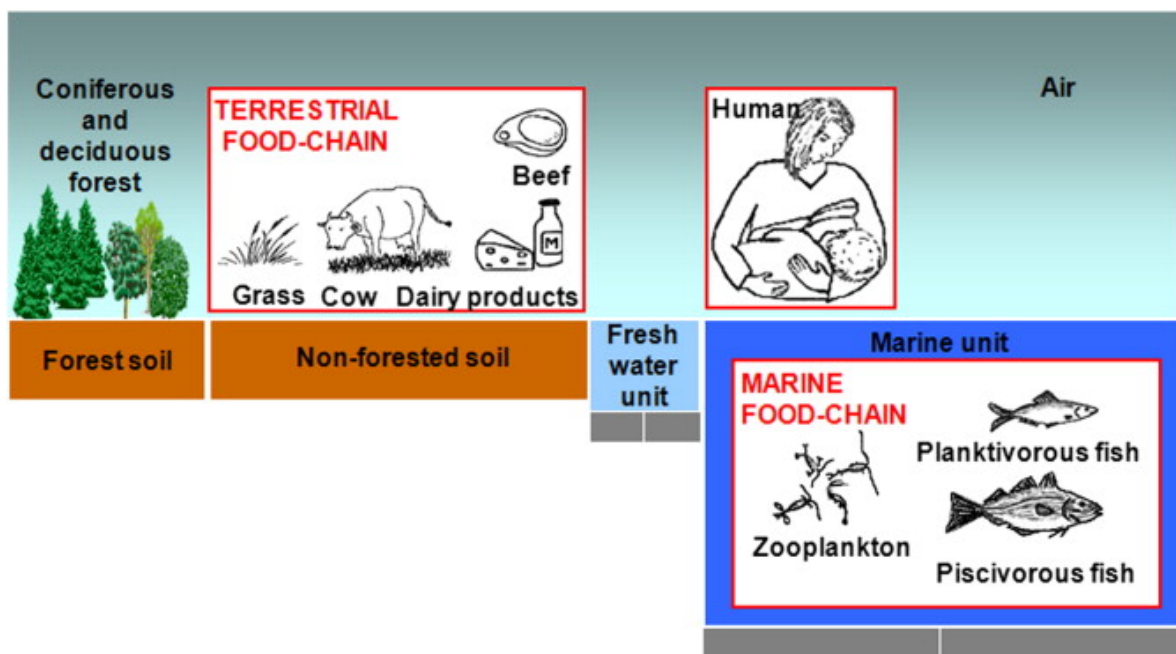 Coniferous
and
deciduous
forest
TERRESTRIAL
FOOD-CHAIN
Beef
Grass
Cow
Dairy products
M
Human
Air
Forest soil
Non-forested soil
Fresh
water
unit
Marine unit
MARINE
FOOD-CHAIN
Planktivorous fish
Zooplankton
Piscivorous fish